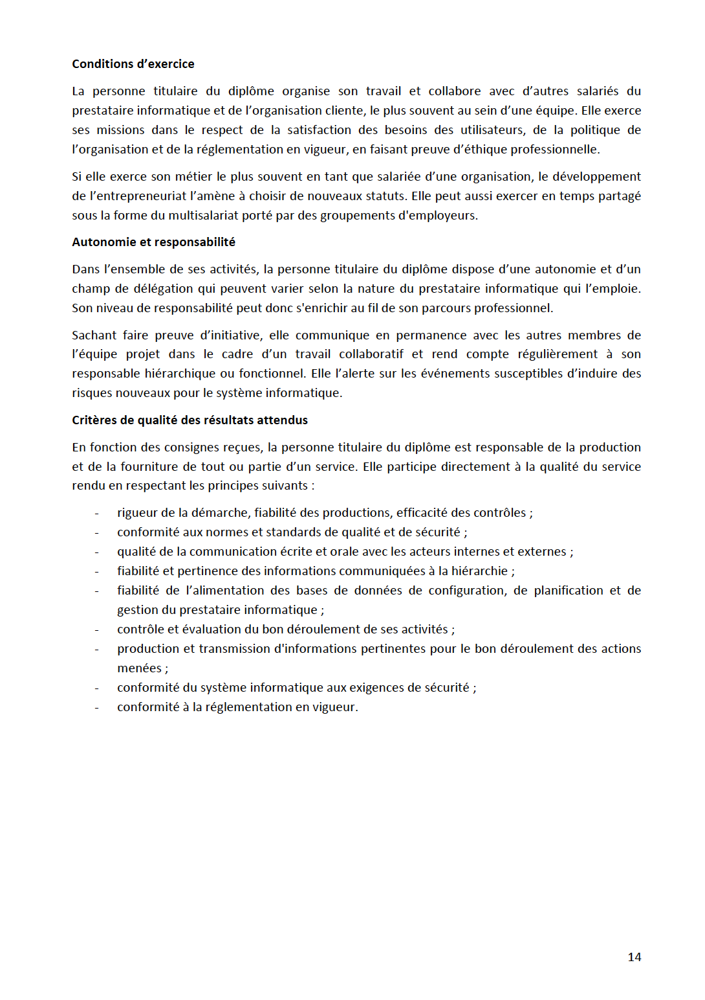 Conditions d’exercice
La personne titulaire du diplôme organise son travail et collabore avec d’autres salariés du
prestataire informatique et de l’organisation cliente, le plus souvent au sein d’une équipe. Elle exerce
ses missions dans le respect de la satisfaction des besoins des utilisateurs, de la politique de
l’organisation et de la réglementation en vigueur, en faisant preuve d’éthique professionnelle.
Si elle exerce son métier le plus souvent en tant que salariée d’une organisation, le développement
de l’entrepreneuriat l’amène à choisir de nouveaux statuts. Elle peut aussi exercer en temps partagé
sous la forme du multisalariat porté par des groupements d'employeurs.
Autonomie et responsabilité
Dans l’ensemble de ses activités, la personne titulaire du diplôme dispose d’une autonomie et d’un
champ de délégation qui peuvent varier selon la nature du prestataire informatique qui l’emploie.
Son niveau de responsabilité peut donc s'enrichir au fil de son parcours professionnel.
Sachant faire preuve d’initiative, elle communique en permanence avec les autres membres de
l’équipe projet dans le cadre d’un travail collaboratif et rend compte régulièrement à son
responsable hiérarchique ou fonctionnel. Elle l’alerte sur les événements susceptibles d’induire des
risques nouveaux pour le système informatique.
Critères de qualité des résultats attendus
En fonction des consignes reçues, la personne titulaire du diplôme est responsable de la production
et de la fourniture de tout ou partie d’un service. Elle participe directement à la qualité du service
rendu en respectant les principes suivants :
- rigueur de la démarche, fiabilité des productions, efficacité des contrôles ;
- conformité aux normes et standards de qualité et de sécurité ;
- qualité de la communication écrite et orale avec les acteurs internes et externes ;
- fiabilité et pertinence des informations communiquées à la hiérarchie ;
- fiabilité de l’alimentation des bases de données de configuration, de planification et de
gestion du prestataire informatique ;
- contrôle et évaluation du bon déroulement de ses activités ;
- production et transmission d'informations pertinentes pour le bon déroulement des actions
menées ;
- conformité du système informatique aux exigences de sécurité ;
- conformité à la réglementation en vigueur.
14